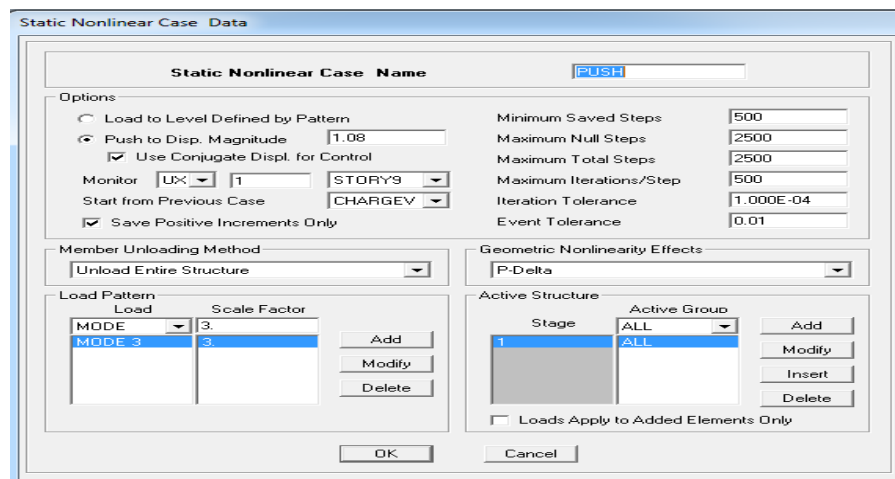 Static Nonlinear Case Data
Static Nonlinear Case Name PUSH
Options
Load to Level Defined by Pattern
Push to Disp. Magnitude 1.08
Use Conjugate Displ. for Control
Monitor UX 1 STORY9
Start from Previous Case CHARGEV
Save Positive Increments Only
Minimum Saved Steps 500
Maximum Null Steps 2500
Maximum Total Steps 2500
Maximum Iterations/Step 500
Iteration Tolerance 1.000E-04
Event Tolerance 0.01
Member Unloading Method
Unload Entire Structure
Geometric Nonlinearity Effects
P-Delta
Load Pattern
Load Scale Factor
MODE 3.
MODE 3 3.
Add
Modify
Delete
Active Structure
Active Group
Stage ALL
1 ALL
Add
Modify
Insert
Delete
Loads Apply to Added Elements Only
OK Cancel